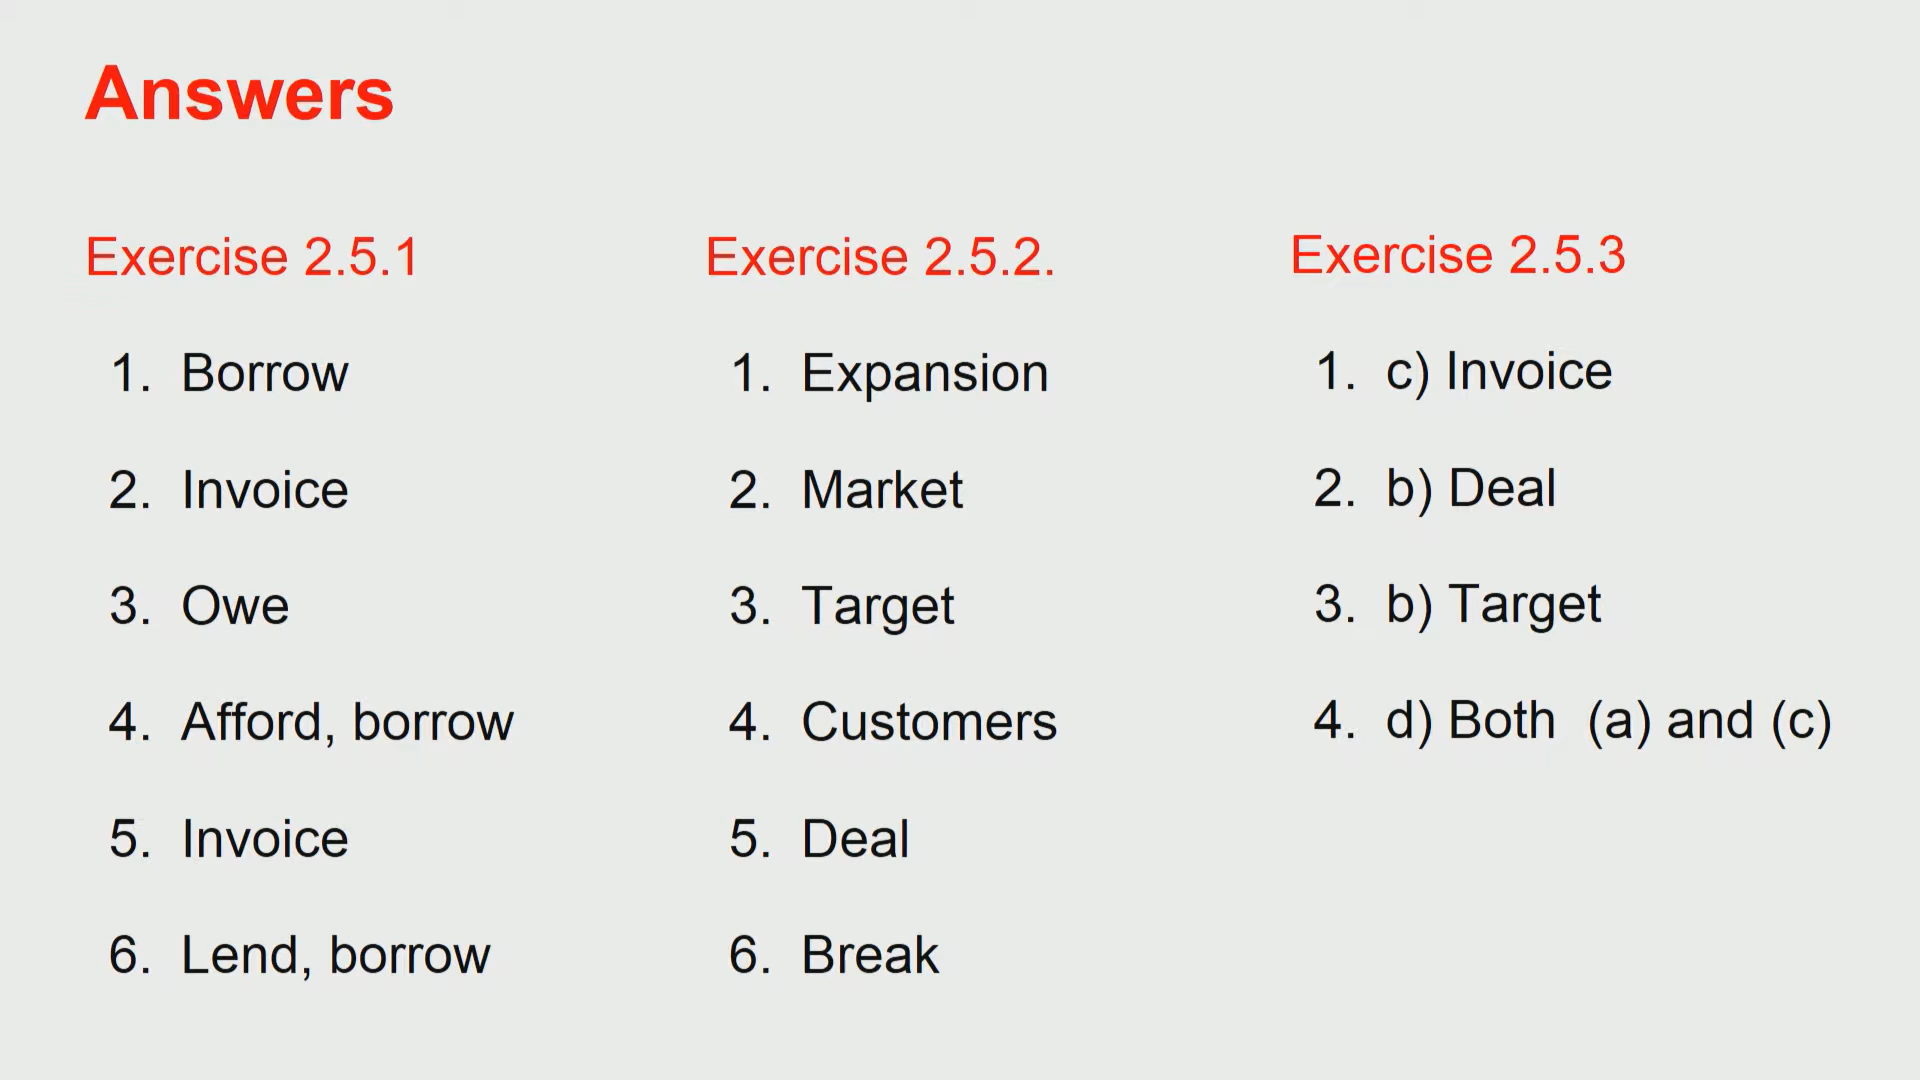 Answers
Exercise 2.5.1
1. Borrow
2. Invoice
3. Owe
4. Afford, borrow
5. Invoice
6. Lend, borrow
Exercise 2.5.2.
1. Expansion
2. Market
3. Target
4. Customers
5. Deal
6. Break
Exercise 2.5.3
1. c) Invoice
2. b) Deal
3. b) Target
4. d) Both (a) and (c)